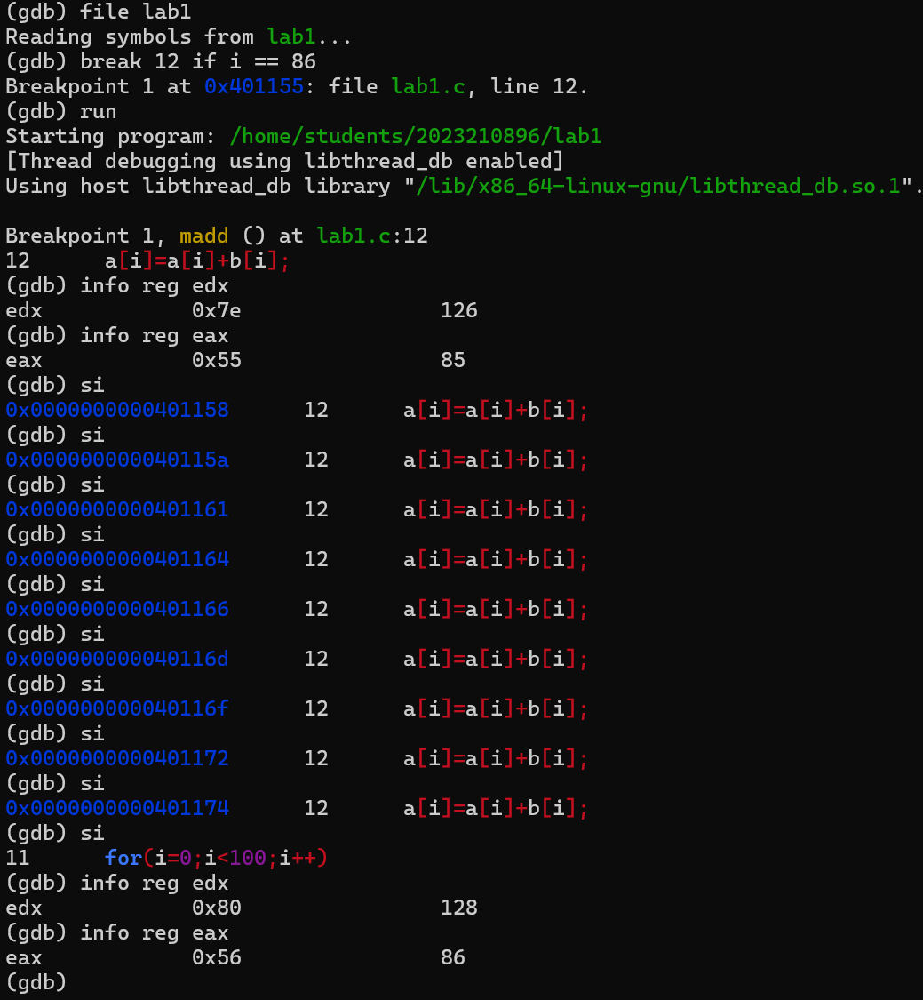 (gdb) file lab1
Reading symbols from lab1...
(gdb) break 12 if i == 86
Breakpoint 1 at 0x401155: file lab1.c, line 12.
(gdb) run
Starting program: /home/students/2023210896/lab1
[Thread debugging using libthread_db enabled]
Using host libthread_db library "/lib/x86_64-linux-gnu/libthread_db.so.1".

Breakpoint 1, madd () at lab1.c:12
12      a[i]=a[i]+b[i];
(gdb) info reg edx
edx            0x7e                126
(gdb) info reg eax
eax            0x55                85
(gdb) si
0x0000000000401158      12      a[i]=a[i]+b[i];
(gdb) si
0x000000000040115a      12      a[i]=a[i]+b[i];
(gdb) si
0x0000000000401161      12      a[i]=a[i]+b[i];
(gdb) si
0x0000000000401164      12      a[i]=a[i]+b[i];
(gdb) si
0x0000000000401166      12      a[i]=a[i]+b[i];
(gdb) si
0x000000000040116d      12      a[i]=a[i]+b[i];
(gdb) si
0x000000000040116f      12      a[i]=a[i]+b[i];
(gdb) si
0x0000000000401172      12      a[i]=a[i]+b[i];
(gdb) si
0x0000000000401174      12      a[i]=a[i]+b[i];
(gdb) si
11      for(i=0;i<100;i++)
(gdb) info reg edx
edx            0x80                128
(gdb) info reg eax
eax            0x56                86
(gdb)